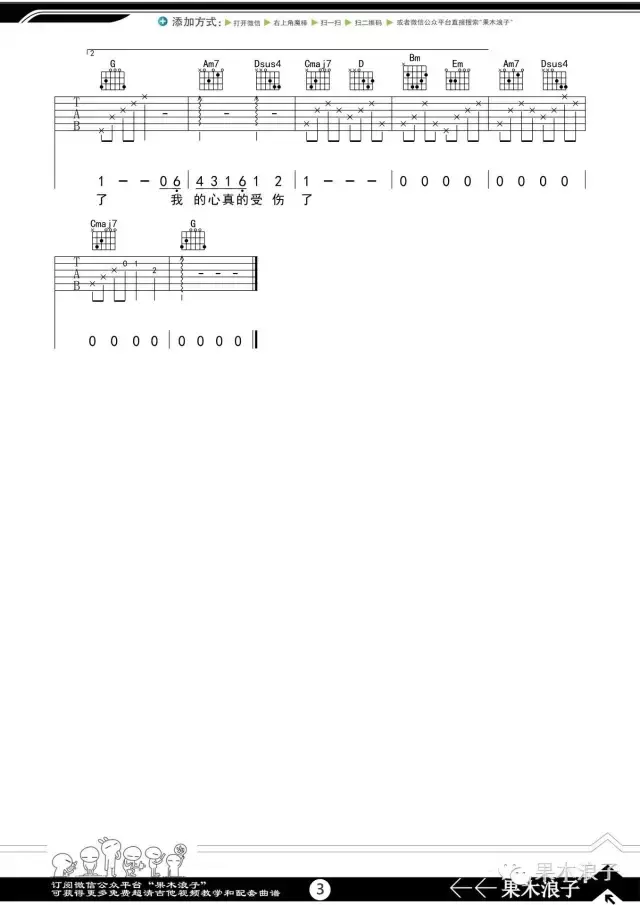 添加方式：▶打开微信 ▶右上角魔棒 ▶扫一扫 ▶扫二维码 ▶或者微信公众平台直接搜索“果木浪子”
2
G Am7 Dsus4 Cmaj7 D Bm Em Am7 Dsus4
T
A
B
1 - - 06 | 4 3 1 6 1 2 | 1 - - - | 0 0 0 0 | 0 0 0 0
了 我 的心真的受伤 了
Cmaj7 G
T
A
B
0 1 2
0 0 0 0 | 0 0 0 0
订阅微信公众平台“果木浪子”
可获得更多免费超清吉他视频教学和配套曲谱
3
果木浪子
果木浪子